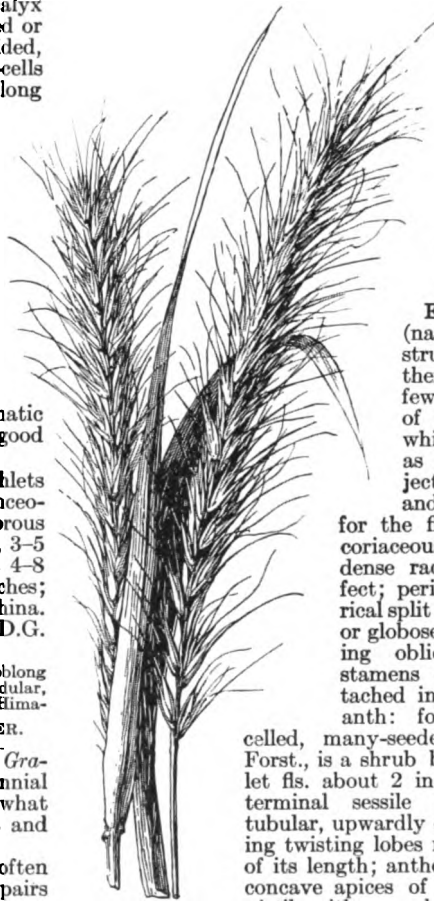 alyx
d or
ded,
cells
long
natic
good
hlets
nceo-
prous
3–5
4–8
ches;
hina.
D.G.
blong
dular,
Hima-
ER.
Gra-
nnial
what
and
often
pairs
E
(na
stru
the
few
of
whi
as
ject
and
for the f
coriaceou
dense rac
fect; peri
rical split
or globose
ing oblic
stamens
tached in
anth: fo
celled, many-seede
Forst., is a shrub
let fls. about 2 in
terminal sessile
tubular, upwardly
ing twisting lobes
of its length; anthe
concave apices of